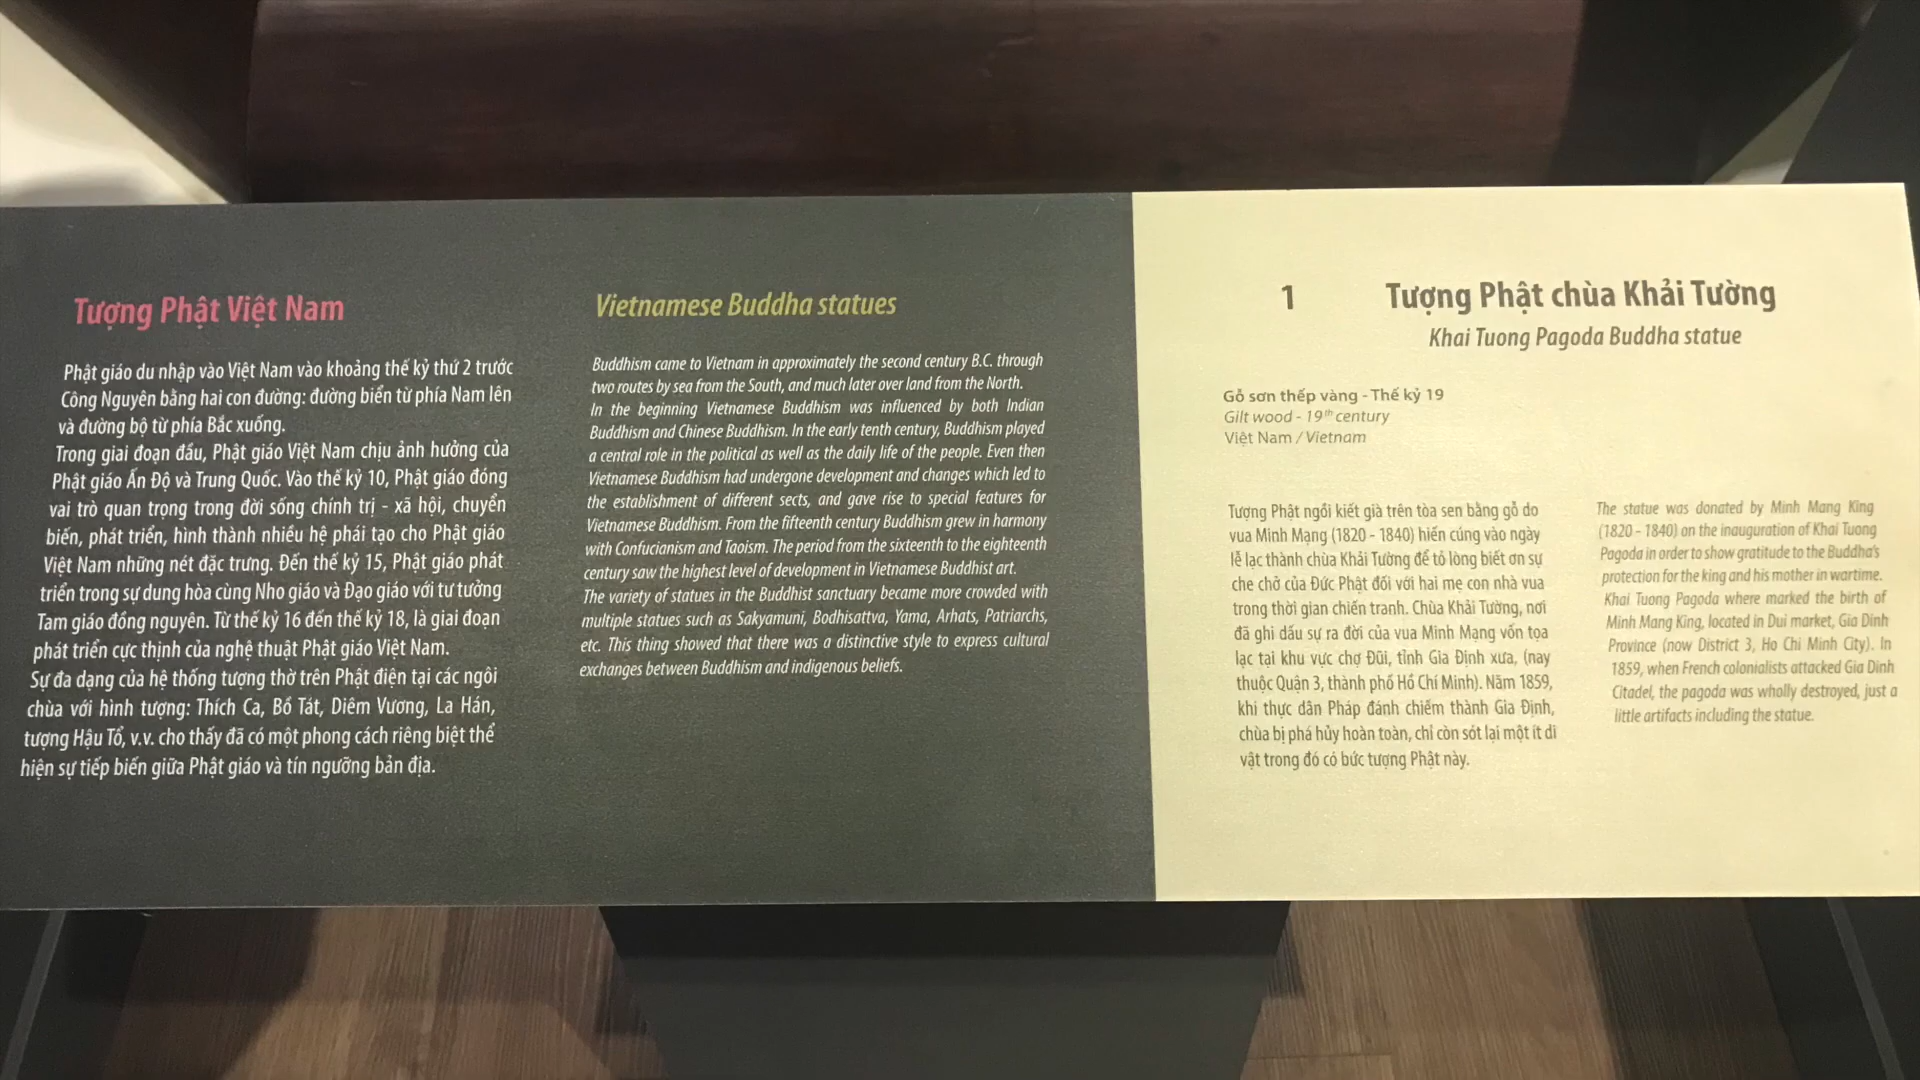 Tượng Phật Việt Nam
Phật giáo du nhập vào Việt Nam vào khoảng thế kỷ thứ 2 trước
Công Nguyên bằng hai con đường: đường biển từ phía Nam lên
và đường bộ từ phía Bắc xuống.
Trong giai đoạn đầu, Phật giáo Việt Nam chịu ảnh hưởng của
Phật giáo Ấn Độ và Trung Quốc. Vào thế kỷ 10, Phật giáo đóng
vai trò quan trọng trong đời sống chính trị - xã hội, chuyển
biến, phát triển, hình thành nhiều hệ phái tạo cho Phật giáo
Việt Nam những nét đặc trưng. Đến thế kỷ 15, Phật giáo phát
triển trong sự dung hòa cùng Nho giáo và Đạo giáo với tư tưởng
Tam giáo đồng nguyên. Từ thế kỷ 16 đến thế kỷ 18, là giai đoạn
phát triển cực thịnh của nghệ thuật Phật giáo Việt Nam.
Sự đa dạng của hệ thống tượng thờ trên Phật điện tại các ngôi
chùa với hình tượng: Thích Ca, Bồ Tát, Diêm Vương, La Hán,
tượng Hậu Tổ, v.v. cho thấy đã có một phong cách riêng biệt thể
hiện sự tiếp biến giữa Phật giáo và tín ngưỡng bản địa.
Vietnamese Buddha statues
Buddhism came to Vietnam in approximately the second century B.C. through
two routes by sea from the South, and much later over land from the North.
In the beginning Vietnamese Buddhism was influenced by both Indian
Buddhism and Chinese Buddhism. In the early tenth century, Buddhism played
a central role in the political as well as the daily life of the people. Even then
Vietnamese Buddhism had undergone development and changes which led to
the establishment of different sects, and gave rise to special features for
Vietnamese Buddhism. From the fifteenth century Buddhism grew in harmony
with Confucianism and Taoism. The period from the sixteenth to the eighteenth
century saw the highest level of development in Vietnamese Buddhist art.
The variety of statues in the Buddhist sanctuary became more crowded with
multiple statues such as Sakyamuni, Bodhisattva, Yama, Arhats, Patriarchs,
etc. This thing showed that there was a distinctive style to express cultural
exchanges between Buddhism and indigenous beliefs.
1 Tượng Phật chùa Khải Tường
Khai Tuong Pagoda Buddha statue
Gỗ sơn thếp vàng - Thế kỷ 19
Gilt wood - 19th century
Việt Nam / Vietnam
Tượng Phật ngồi kiết già trên tòa sen bằng gỗ do
vua Minh Mạng (1820 - 1840) hiến cúng vào ngày
lễ lạc thành chùa Khải Tường để tỏ lòng biết ơn sự
che chở của Đức Phật đối với hai mẹ con nhà vua
trong thời gian chiến tranh. Chùa Khải Tường, nơi
đã ghi dấu sự ra đời của vua Minh Mạng vốn tọa
lạc tại khu vực chợ Đũi, tỉnh Gia Định xưa, (nay
thuộc Quận 3, thành phố Hồ Chí Minh). Năm 1859,
khi thực dân Pháp đánh chiếm thành Gia Định,
chùa bị phá hủy hoàn toàn, chỉ còn sót lại một ít di
vật trong đó có bức tượng Phật này.
The statue was donated by Minh Mang King
(1820 - 1840) on the inauguration of Khai Tuong
Pagoda in order to show gratitude to the Buddha's
protection for the king and his mother in wartime.
Khai Tuong Pagoda where marked the birth of
Minh Mang King, located in Dui market, Gia Dinh
Province (now District 3, Ho Chi Minh City). In
1859, when French colonialists attacked Gia Dinh
Citadel, the pagoda was wholly destroyed, just a
little artifacts including the statue.